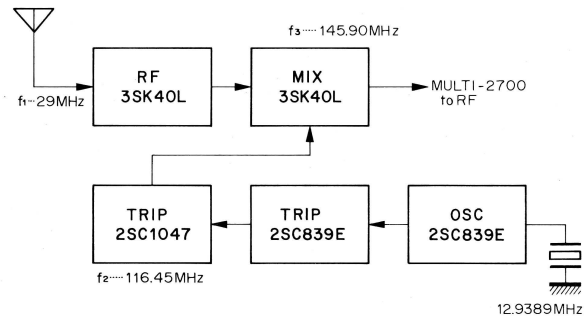 f3····· 145.90MHz
RF
3SK40L
MIX
3SK40L
MULTI-2700
to RF
f1···29MHz
TRIP
2SC1047
TRIP
2SC839E
OSC
2SC839E
f2····· 116.45MHz
12.9389MHz